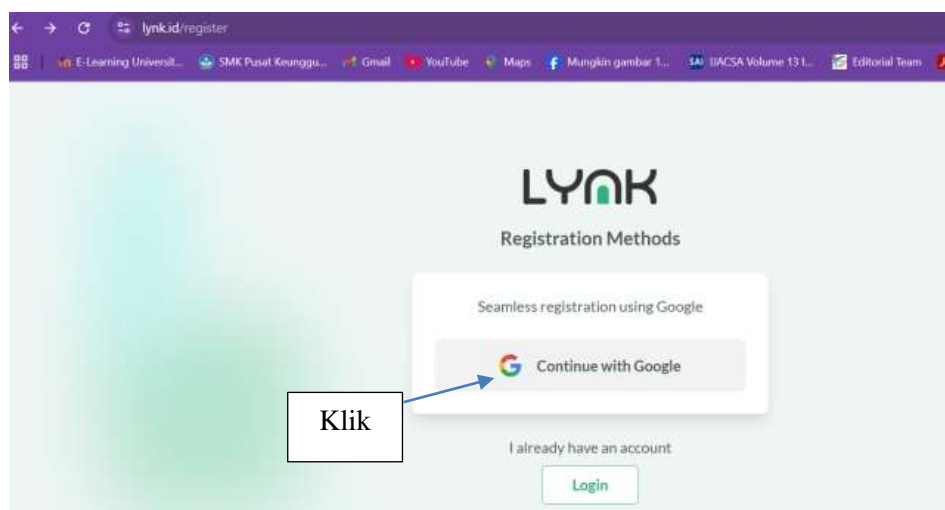 lynk.id/register
E-Learning Universit... SMK Pusat Keunggu... Gmail YouTube Maps Mungkin gambar 1... SAI IJACSA Volume 13 I... Editorial Team
LYNK
Registration Methods
Seamless registration using Google
Continue with Google
Klik
I already have an account
Login